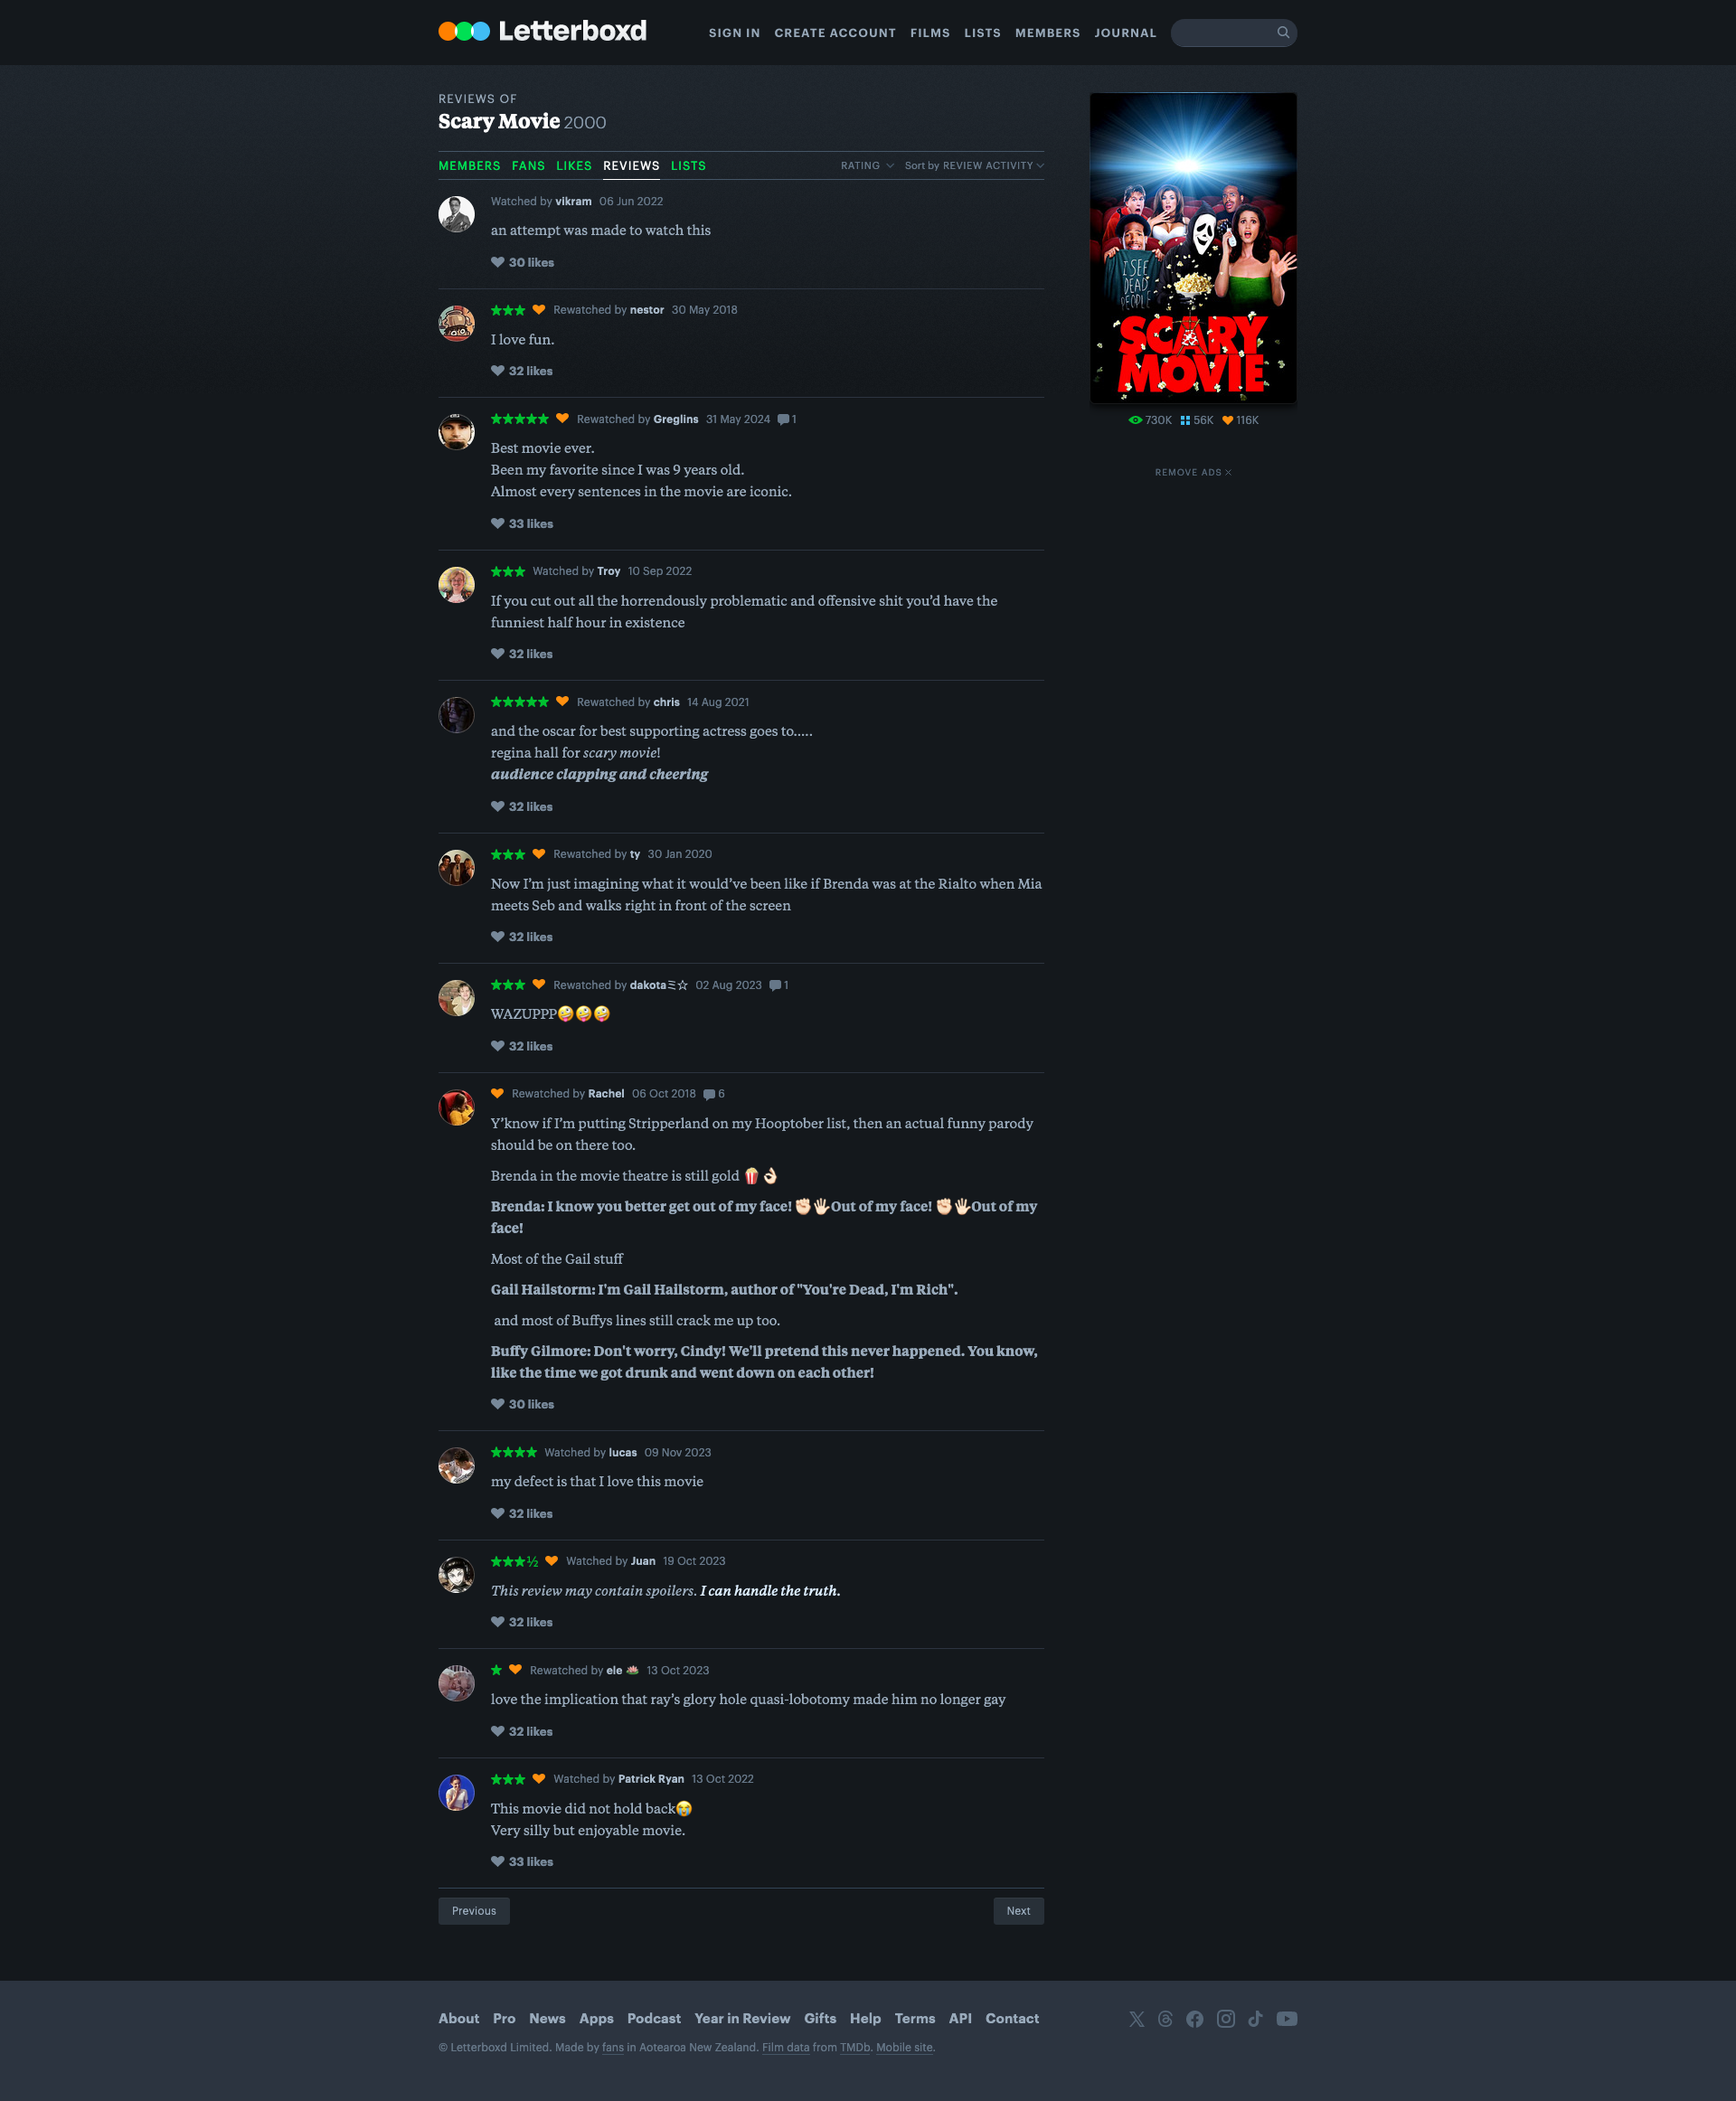 Letterboxd
SIGN IN CREATE ACCOUNT FILMS LISTS MEMBERS JOURNAL
REVIEWS OF
Scary Movie 2000
MEMBERS FANS LIKES REVIEWS LISTS
RATING Sort by REVIEW ACTIVITY
Watched by vikram 06 Jun 2022
an attempt was made to watch this
30 likes
★★★ Rewatched by nestor 30 May 2018
I love fun.
32 likes
★★★★★ Rewatched by Greglins 31 May 2024 1
Best movie ever.
Been my favorite since I was 9 years old.
Almost every sentences in the movie are iconic.
33 likes
★★★ Watched by Troy 10 Sep 2022
If you cut out all the horrendously problematic and offensive shit you’d have the
funniest half hour in existence
32 likes
★★★★★ Rewatched by chris 14 Aug 2021
and the oscar for best supporting actress goes to.....
regina hall for scary movie!
audience clapping and cheering
32 likes
★★★ Rewatched by ty 30 Jan 2020
Now I’m just imagining what it would’ve been like if Brenda was at the Rialto when Mia
meets Seb and walks right in front of the screen
32 likes
★★★ Rewatched by dakotaミ☆ 02 Aug 2023 1
WAZUPPP🤪🤪🤪
32 likes
Rewatched by Rachel 06 Oct 2018 6
Y’know if I’m putting Stripperland on my Hooptober list, then an actual funny parody
should be on there too.
Brenda in the movie theatre is still gold 🍿👌🏻
Brenda: I know you better get out of my face! ✊🏻🖐🏻Out of my face! ✊🏻🖐🏻Out of my
face!
Most of the Gail stuff
Gail Hailstorm: I'm Gail Hailstorm, author of "You're Dead, I'm Rich".
and most of Buffys lines still crack me up too.
Buffy Gilmore: Don't worry, Cindy! We'll pretend this never happened. You know,
like the time we got drunk and went down on each other!
30 likes
★★★★ Watched by lucas 09 Nov 2023
my defect is that I love this movie
32 likes
★★★½ Watched by Juan 19 Oct 2023
This review may contain spoilers. I can handle the truth.
32 likes
★ Rewatched by ele 🪷 13 Oct 2023
love the implication that ray’s glory hole quasi-lobotomy made him no longer gay
32 likes
★★★ Watched by Patrick Ryan 13 Oct 2022
This movie did not hold back😭
Very silly but enjoyable movie.
33 likes
Previous Next
I SEE
DEAD
PEOPLE
SCARY
MOVIE
730K 56K 116K
REMOVE ADS
About Pro News Apps Podcast Year in Review Gifts Help Terms API Contact
© Letterboxd Limited. Made by fans in Aotearoa New Zealand. Film data from TMDb. Mobile site.